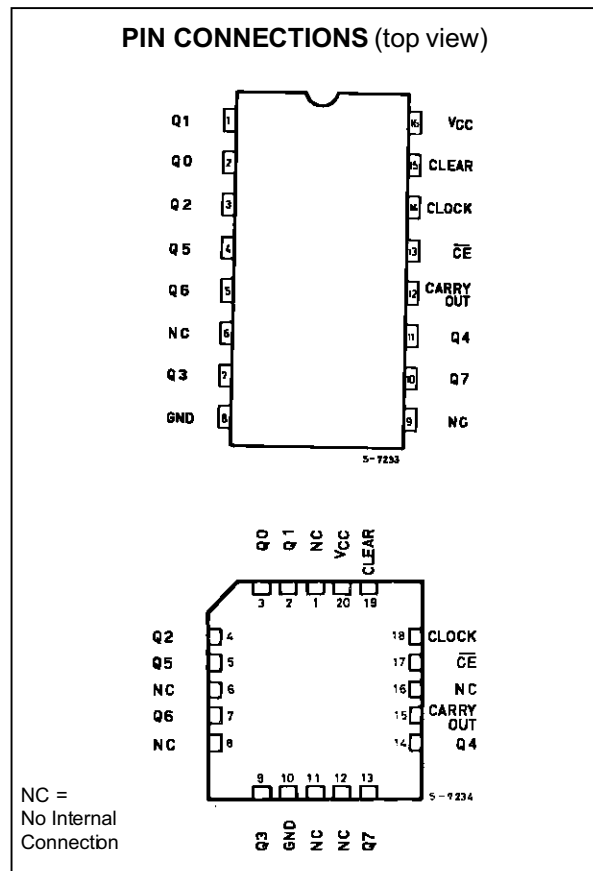 PIN CONNECTIONS (top view)
Q1 1 16 VCC
Q0 2 15 CLEAR
Q2 3 14 CLOCK
Q5 4 13 C̅E̅
Q6 5 12 CARRY OUT
NC 6 11 Q4
Q3 7 10 Q7
GND 8 9 NC
S-7233
Q0 Q1 NC VCC CLEAR
3 2 1 20 19
Q2 4 18 CLOCK
Q5 5 17 C̅E̅
NC 6 16 NC
Q6 7 15 CARRY OUT
NC 8 14 Q4
9 10 11 12 13
S-7234
Q3 GND NC NC Q7
NC =
No Internal
Connection